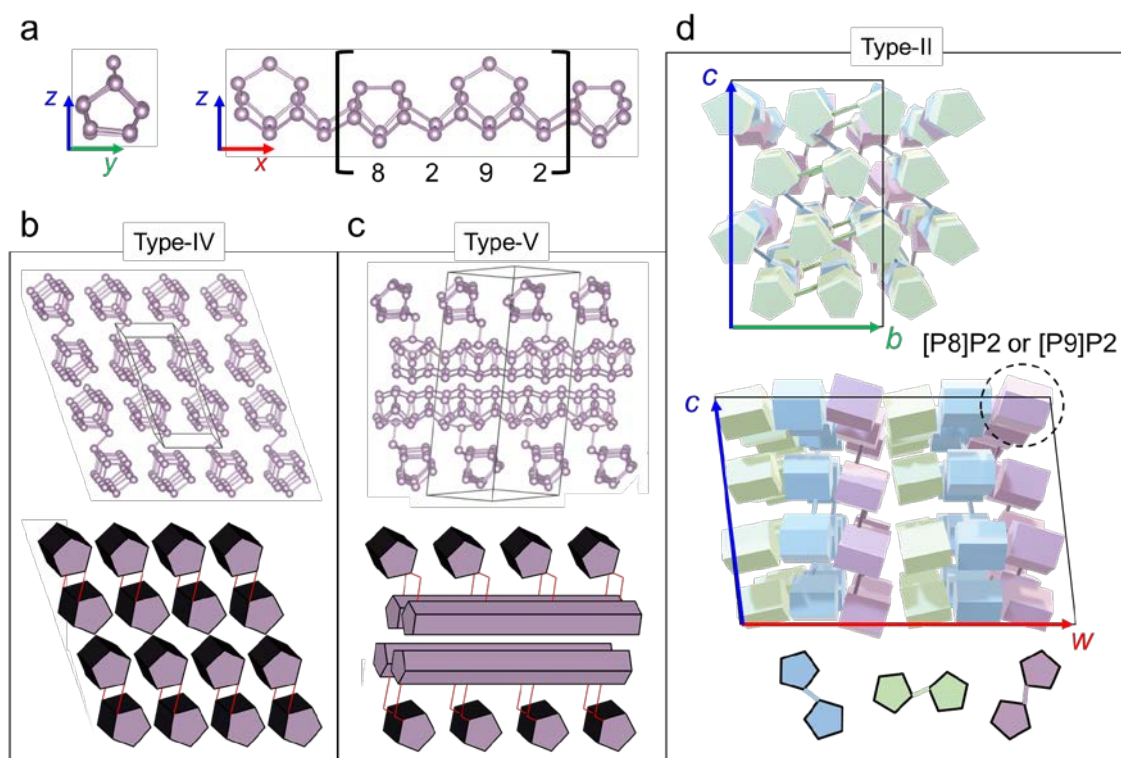 a
z
y
z
x
8 2 9 2
b
Type-IV
c
Type-V
d
Type-II
c
b
[P8]P2 or [P9]P2
c
w